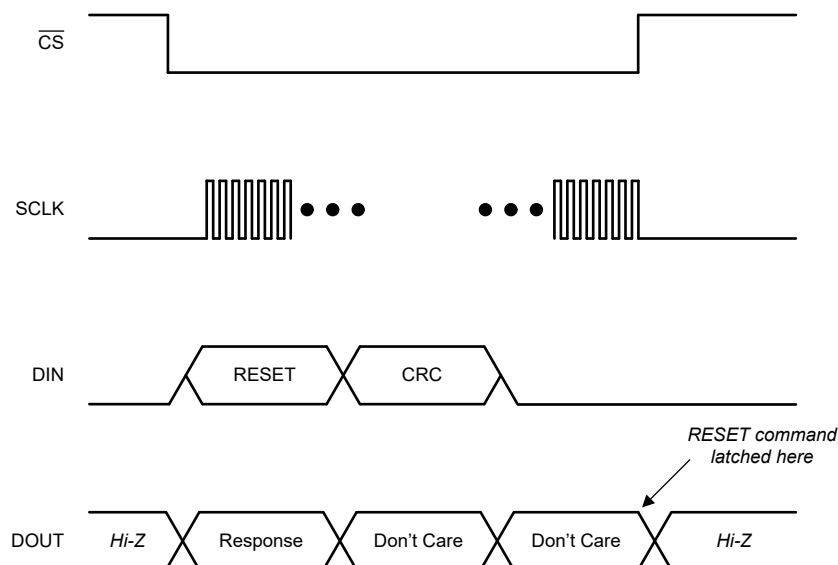 CS
SCLK
DIN
RESET
CRC
RESET command
latched here
DOUT
Hi-Z
Response
Don't Care
Don't Care
Hi-Z